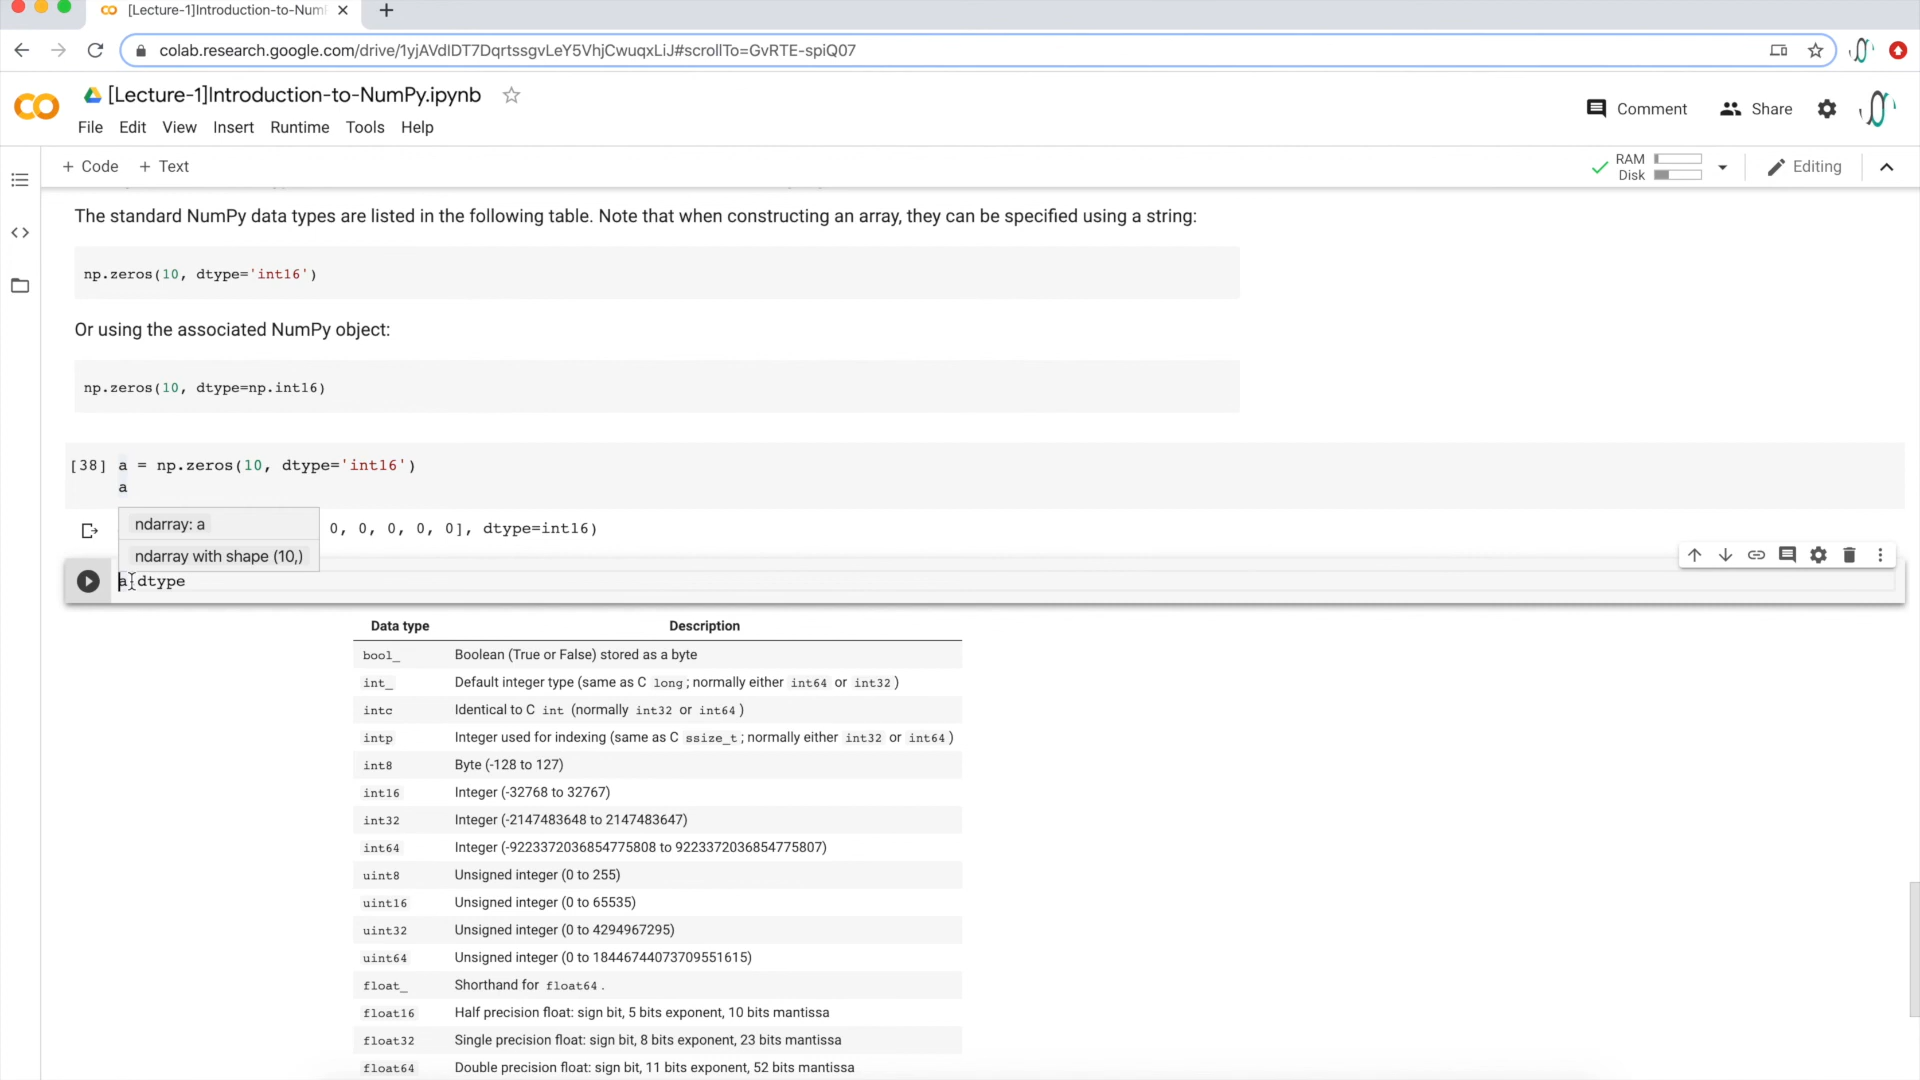 [Lecture-1]Introduction-to-Num
colab.research.google.com/drive/1yjAVdIDT7DqrtssgvLeY5VhjCwuqxLiJ#scrollTo=GvRTE-spiQ07
[Lecture-1]Introduction-to-NumPy.ipynb
Comment
Share
File Edit View Insert Runtime Tools Help
+ Code + Text
RAM
Disk
Editing
The standard NumPy data types are listed in the following table. Note that when constructing an array, they can be specified using a string:
np.zeros(10, dtype='int16')
Or using the associated NumPy object:
np.zeros(10, dtype=np.int16)
[38] a = np.zeros(10, dtype='int16')
a
ndarray: a
0, 0, 0, 0, 0], dtype=int16)
ndarray with shape (10,)
a.dtype
Data type Description
bool_ Boolean (True or False) stored as a byte
int_ Default integer type (same as C long; normally either int64 or int32)
intc Identical to C int (normally int32 or int64)
intp Integer used for indexing (same as C ssize_t; normally either int32 or int64)
int8 Byte (-128 to 127)
int16 Integer (-32768 to 32767)
int32 Integer (-2147483648 to 2147483647)
int64 Integer (-9223372036854775808 to 9223372036854775807)
uint8 Unsigned integer (0 to 255)
uint16 Unsigned integer (0 to 65535)
uint32 Unsigned integer (0 to 4294967295)
uint64 Unsigned integer (0 to 18446744073709551615)
float_ Shorthand for float64.
float16 Half precision float: sign bit, 5 bits exponent, 10 bits mantissa
float32 Single precision float: sign bit, 8 bits exponent, 23 bits mantissa
float64 Double precision float: sign bit, 11 bits exponent, 52 bits mantissa